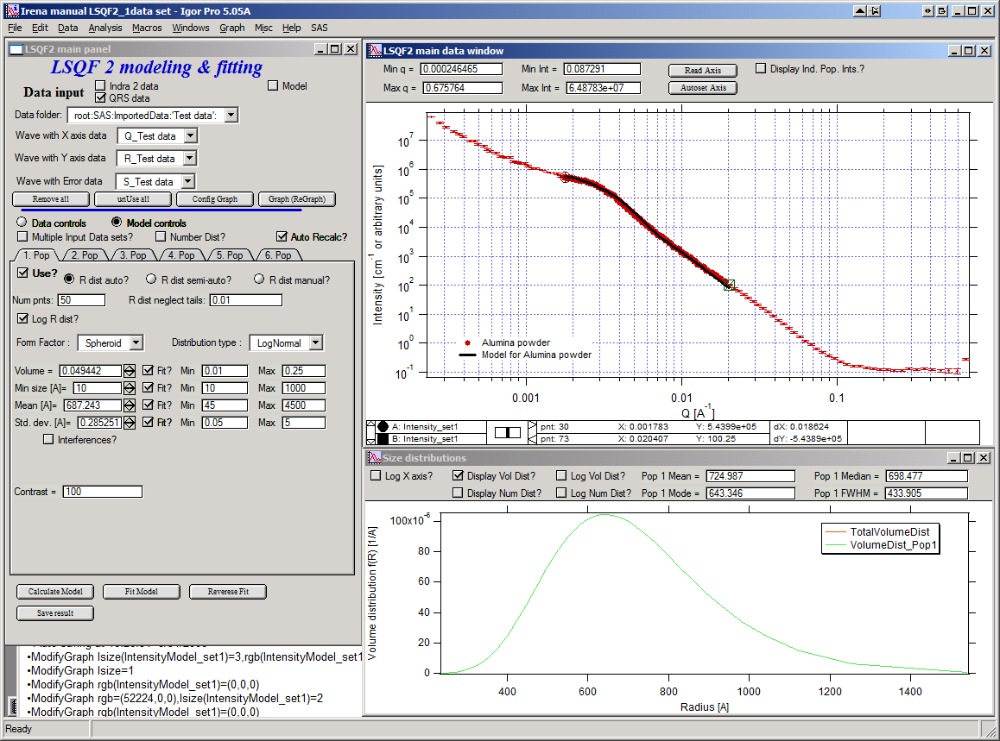 Irena manual LSQF2_1data set - Igor Pro 5.05A
File Edit Data Analysis Macros Windows Graph Misc Help SAS
LSQF2 main panel
LSQF 2 modeling & fitting
Data input
Indra 2 data
QRS data
Model
Data folder: root:SAS:ImportedData:'Test data':
Wave with X axis data Q_Test data
Wave with Y axis data R_Test data
Wave with Error data S_Test data
Remove all unUse all Config Graph Graph (ReGraph)
Data controls Model controls
Multiple Input Data sets? Number Dist? Auto Recalc?
1. Pop 2. Pop 3. Pop 4. Pop 5. Pop 6. Pop
Use? R dist auto? R dist semi-auto? R dist manual?
Num pnts: 50 R dist neglect tails: 0.01
Log R dist?
Form Factor : Spheroid Distribution type : LogNormal
Volume = 0.049442 Fit? Min 0.01 Max 0.25
Min size [A]= 10 Fit? Min 10 Max 1000
Mean [A]= 687.243 Fit? Min 45 Max 4500
Std. dev. [A]= 0.285251 Fit? Min 0.05 Max 5
Interferences?
Contrast = 100
Calculate Model Fit Model Reverese Fit
Save result
•ModifyGraph lsize(IntensityModel_set1)=3,rgb(IntensityModel_set1
•ModifyGraph lsize=1
•ModifyGraph rgb(IntensityModel_set1)=(0,0,0)
•ModifyGraph rgb=(52224,0,0),lsize(IntensityModel_set1)=2
•ModifyGraph rgb(IntensityModel_set1)=(0,0,0)
Ready
LSQF2 main data window
Min q = 0.000246465 Min Int = 0.087291 Read Axis Display Ind. Pop. Ints.?
Max q = 0.675764 Max Int = 6.48783e+07 Autoset Axis
Intensity [cm-1 or arbitrary units]
10^7
10^6
10^5
10^4
10^3
10^2
10^1
10^0
10^-1
Alumina powder
Model for Alumina powder
0.001 0.01 0.1
Q [A-1]
A: Intensity_set1 pnt: 30 X: 0.001783 Y: 5.4399e+05 dX: 0.018624
B: Intensity_set1 pnt: 73 X: 0.020407 Y: 100.25 dY: -5.4389e+05
Size distributions
Log X axis? Display Vol Dist? Log Vol Dist? Pop 1 Mean = 724.987 Pop 1 Median = 698.477
Display Num Dist? Log Num Dist? Pop 1 Mode = 643.346 Pop 1 FWHM = 433.905
Volume distribution f(R) [1/A]
100x10^-6
80
60
40
20
0
TotalVolumeDist
VolumeDist_Pop1
400 600 800 1000 1200 1400
Radius [A]